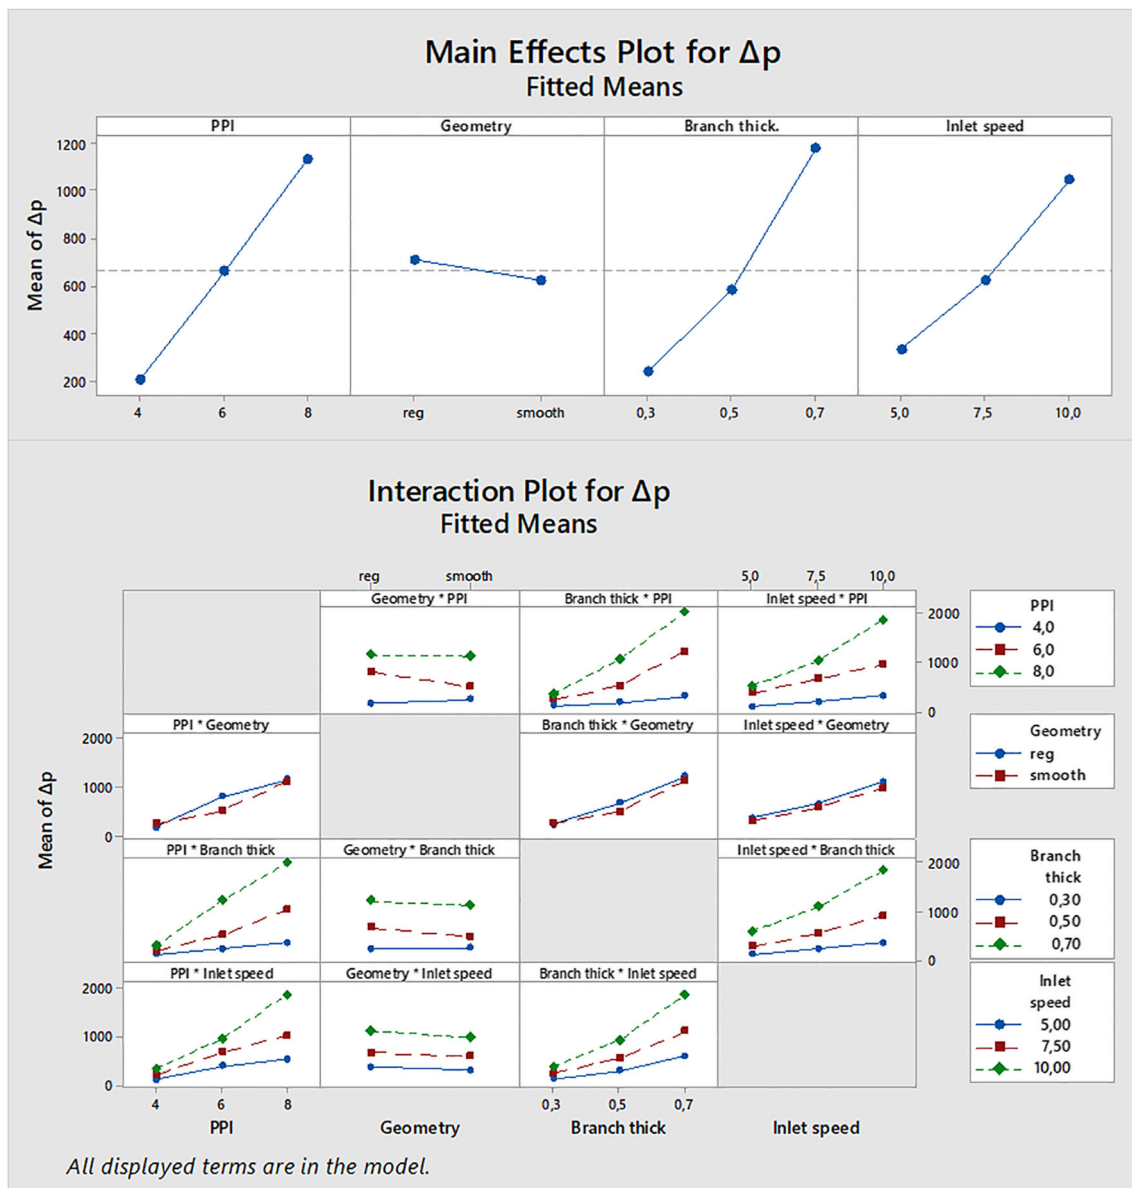 Main Effects Plot for Δp
Fitted Means
PPI Geometry Branch thick. Inlet speed
Mean of Δp
1200
1000
800
600
400
200
4 6 8 reg smooth 0,3 0,5 0,7 5,0 7,5 10,0
Interaction Plot for Δp
Fitted Means
reg smooth 5,0 7,5 10,0
Geometry * PPI Branch thick * PPI Inlet speed * PPI
2000
1000
0
PPI
4,0
6,0
8,0
PPI * Geometry Branch thick * Geometry Inlet speed * Geometry
2000
1000
0
Geometry
reg
smooth
Mean of Δp
PPI * Branch thick Geometry * Branch thick Inlet speed * Branch thick
2000
1000
0
Branch
thick
0,30
0,50
0,70
PPI * Inlet speed Geometry * Inlet speed Branch thick * Inlet speed
2000
1000
0
Inlet
speed
5,00
7,50
10,00
4 6 8 0,3 0,5 0,7
PPI Geometry Branch thick Inlet speed
All displayed terms are in the model.